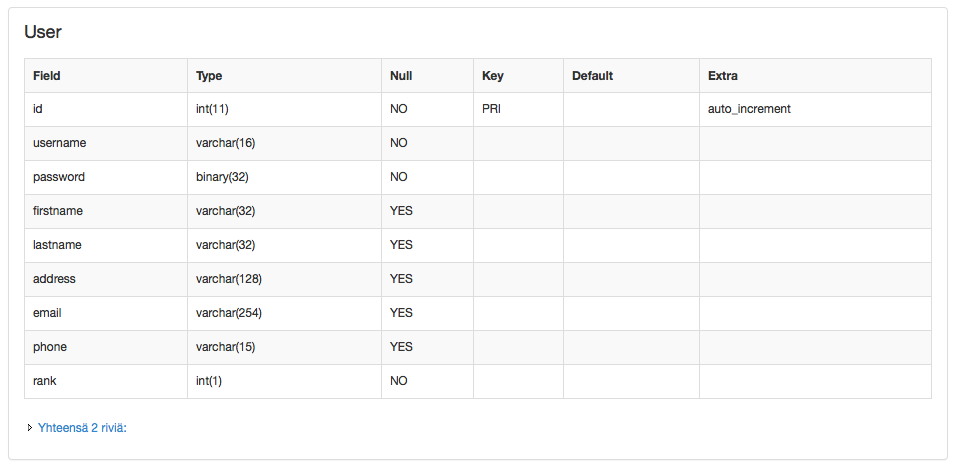 User
Field Type Null Key Default Extra
id int(11) NO PRI auto_increment
username varchar(16) NO
password binary(32) NO
firstname varchar(32) YES
lastname varchar(32) YES
address varchar(128) YES
email varchar(254) YES
phone varchar(15) YES
rank int(1) NO
Yhteensä 2 riviä: